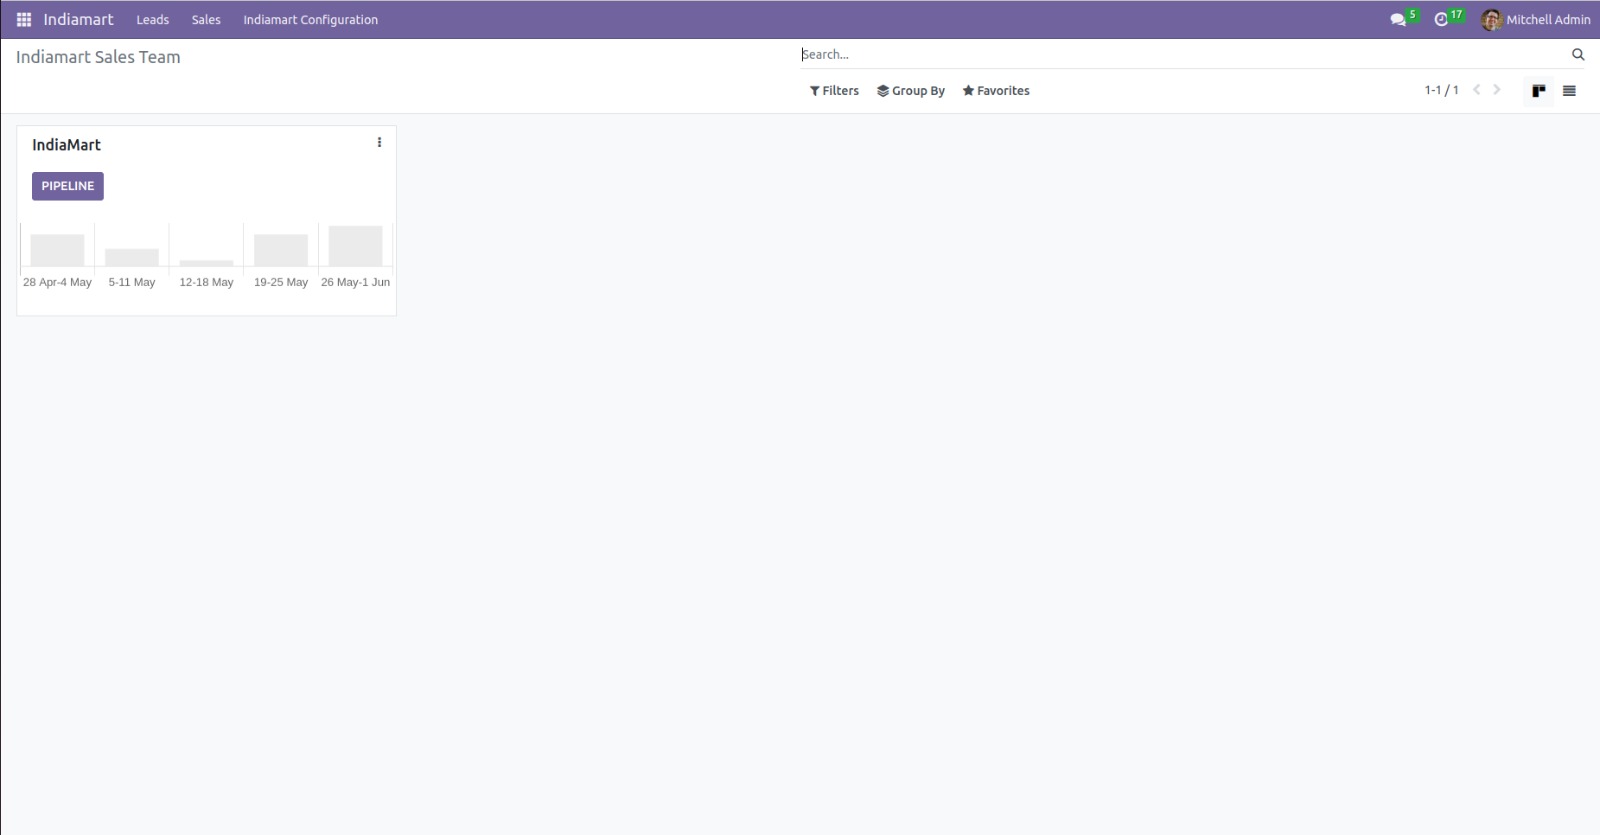 Indiamart Leads Sales Indiamart Configuration 5 17 Mitchell Admin
Indiamart Sales Team
Search...
Filters Group By Favorites 1-1 / 1
IndiaMart
PIPELINE
28 Apr-4 May 5-11 May 12-18 May 19-25 May 26 May-1 Jun